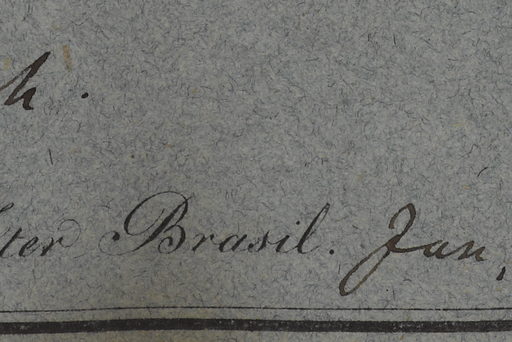 h.
ter Brasil. Jan,